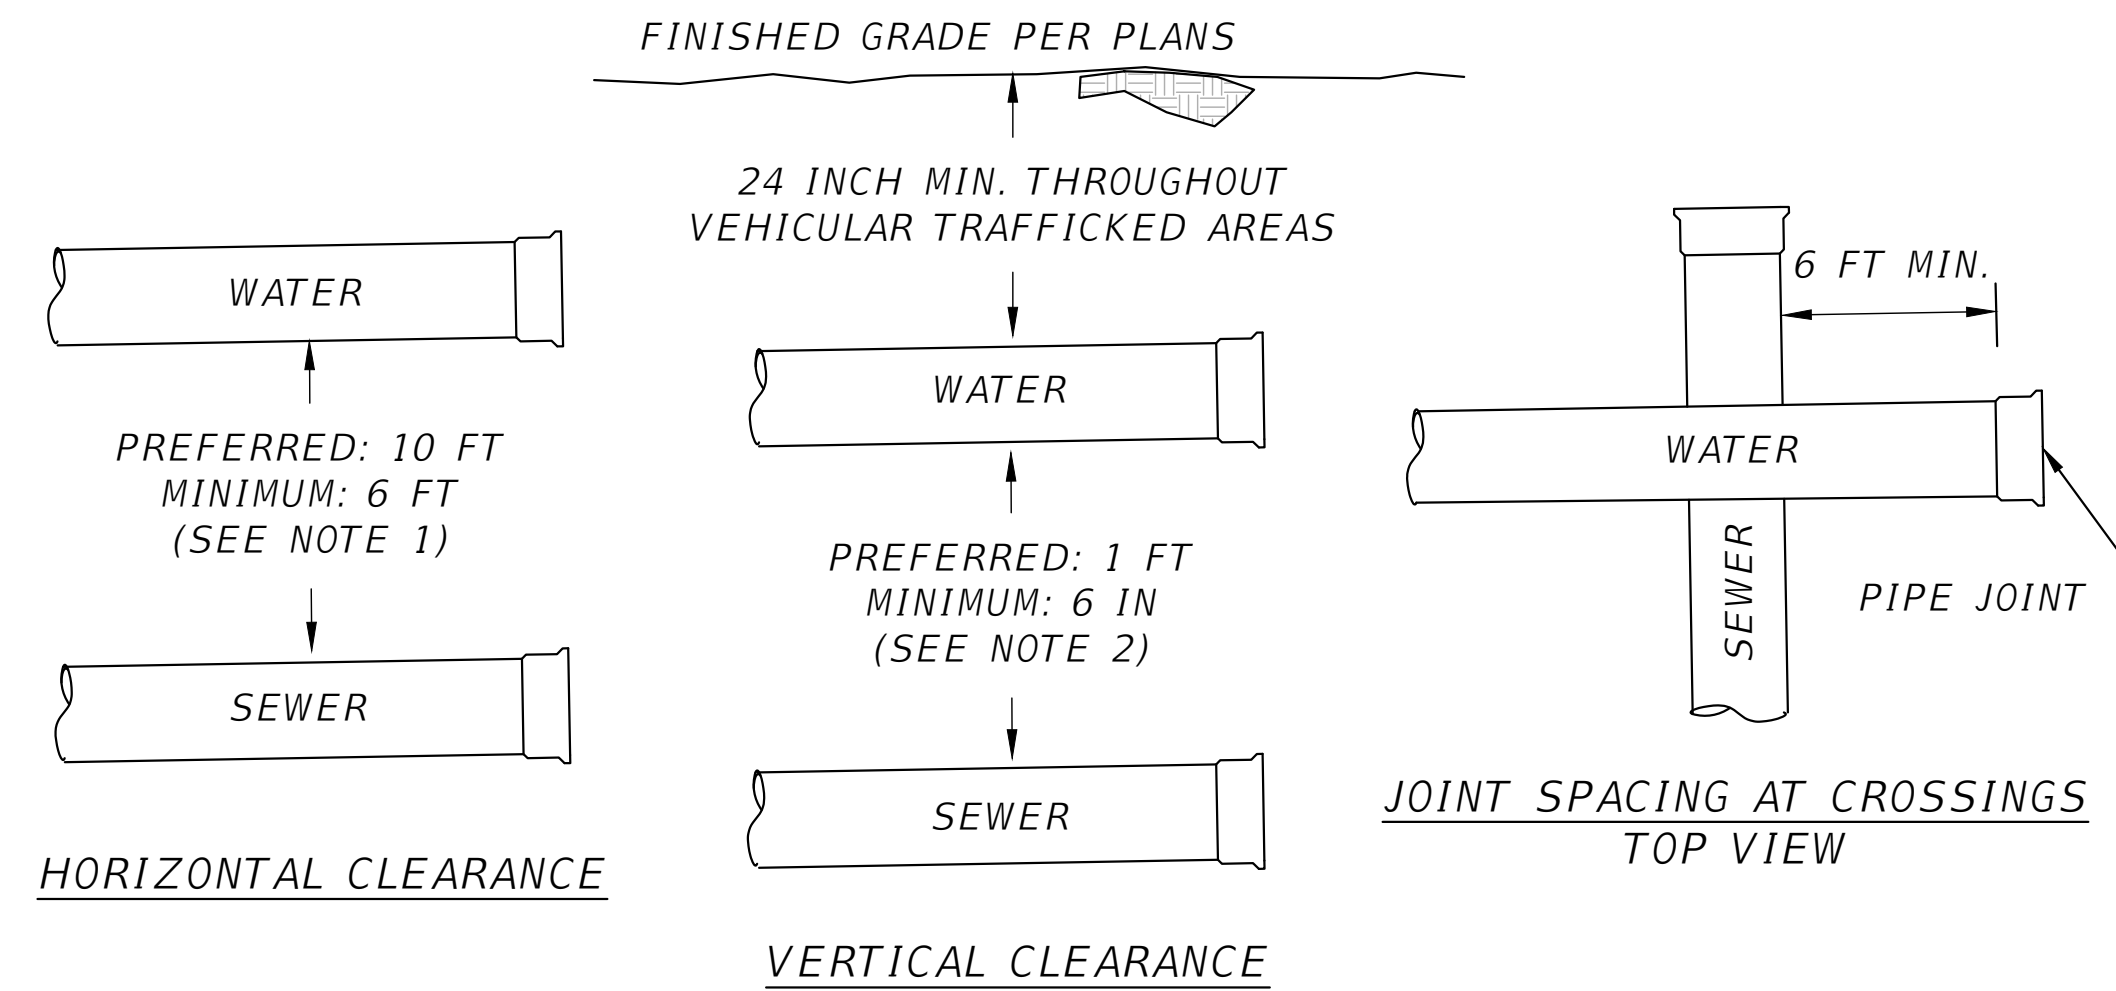 FINISHED GRADE PER PLANS
24 INCH MIN. THROUGHOUT
VEHICULAR TRAFFICKED AREAS
WATER
PREFERRED: 10 FT
MINIMUM: 6 FT
(SEE NOTE 1)
SEWER
HORIZONTAL CLEARANCE
WATER
PREFERRED: 1 FT
MINIMUM: 6 IN
(SEE NOTE 2)
SEWER
VERTICAL CLEARANCE
6 FT MIN.
WATER
SEWER
PIPE JOINT
JOINT SPACING AT CROSSINGS
TOP VIEW